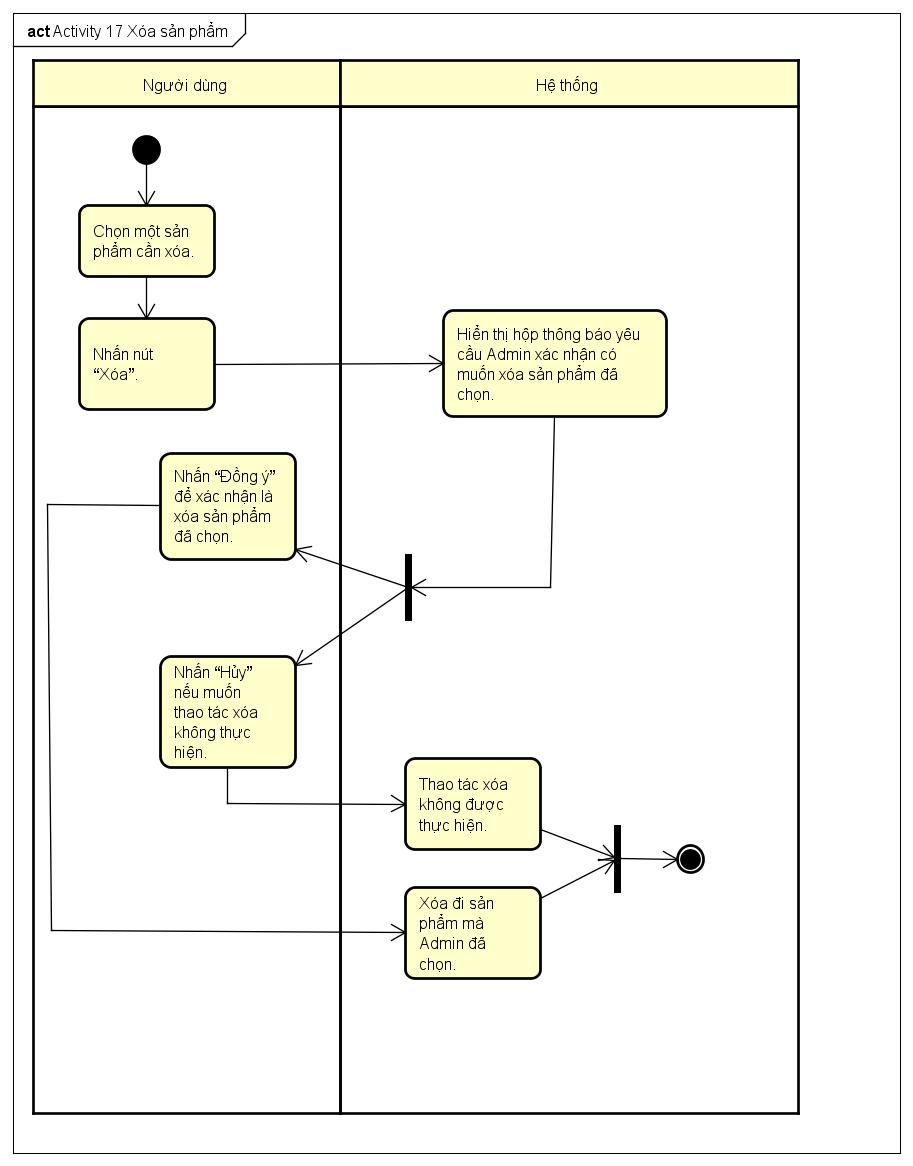 act Activity 17 Xóa sản phẩm
Người dùng
Hệ thống
Chọn một sản
phẩm cần xóa.
Nhấn nút
“Xóa”.
Hiển thị hộp thông báo yêu
cầu Admin xác nhận có
muốn xóa sản phẩm đã
chọn.
Nhấn “Đồng ý”
để xác nhận là
xóa sản phẩm
đã chọn.
Nhấn “Hủy”
nếu muốn
thao tác xóa
không thực
hiện.
Thao tác xóa
không được
thực hiện.
Xóa đi sản
phẩm mà
Admin đã
chọn.